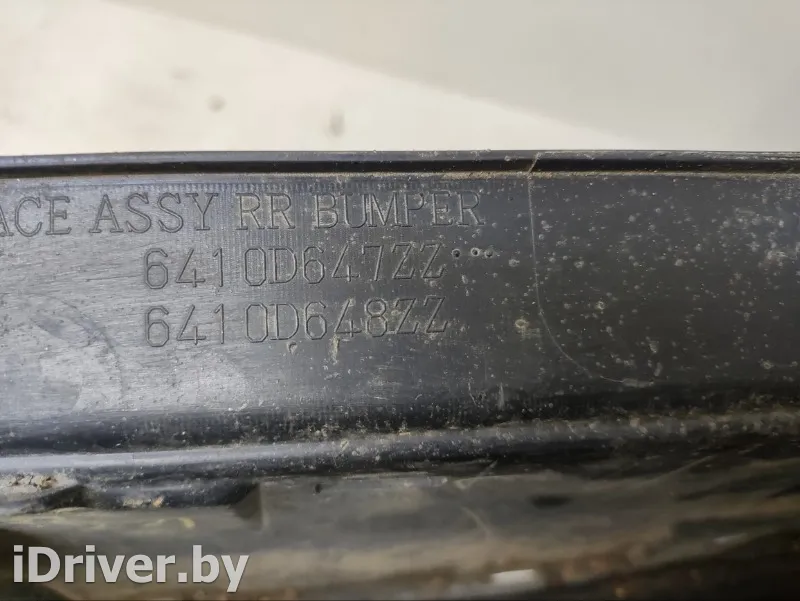 ACE ASSY RR BUMPER
6410D647ZZ
6410D648ZZ
iDriver.by